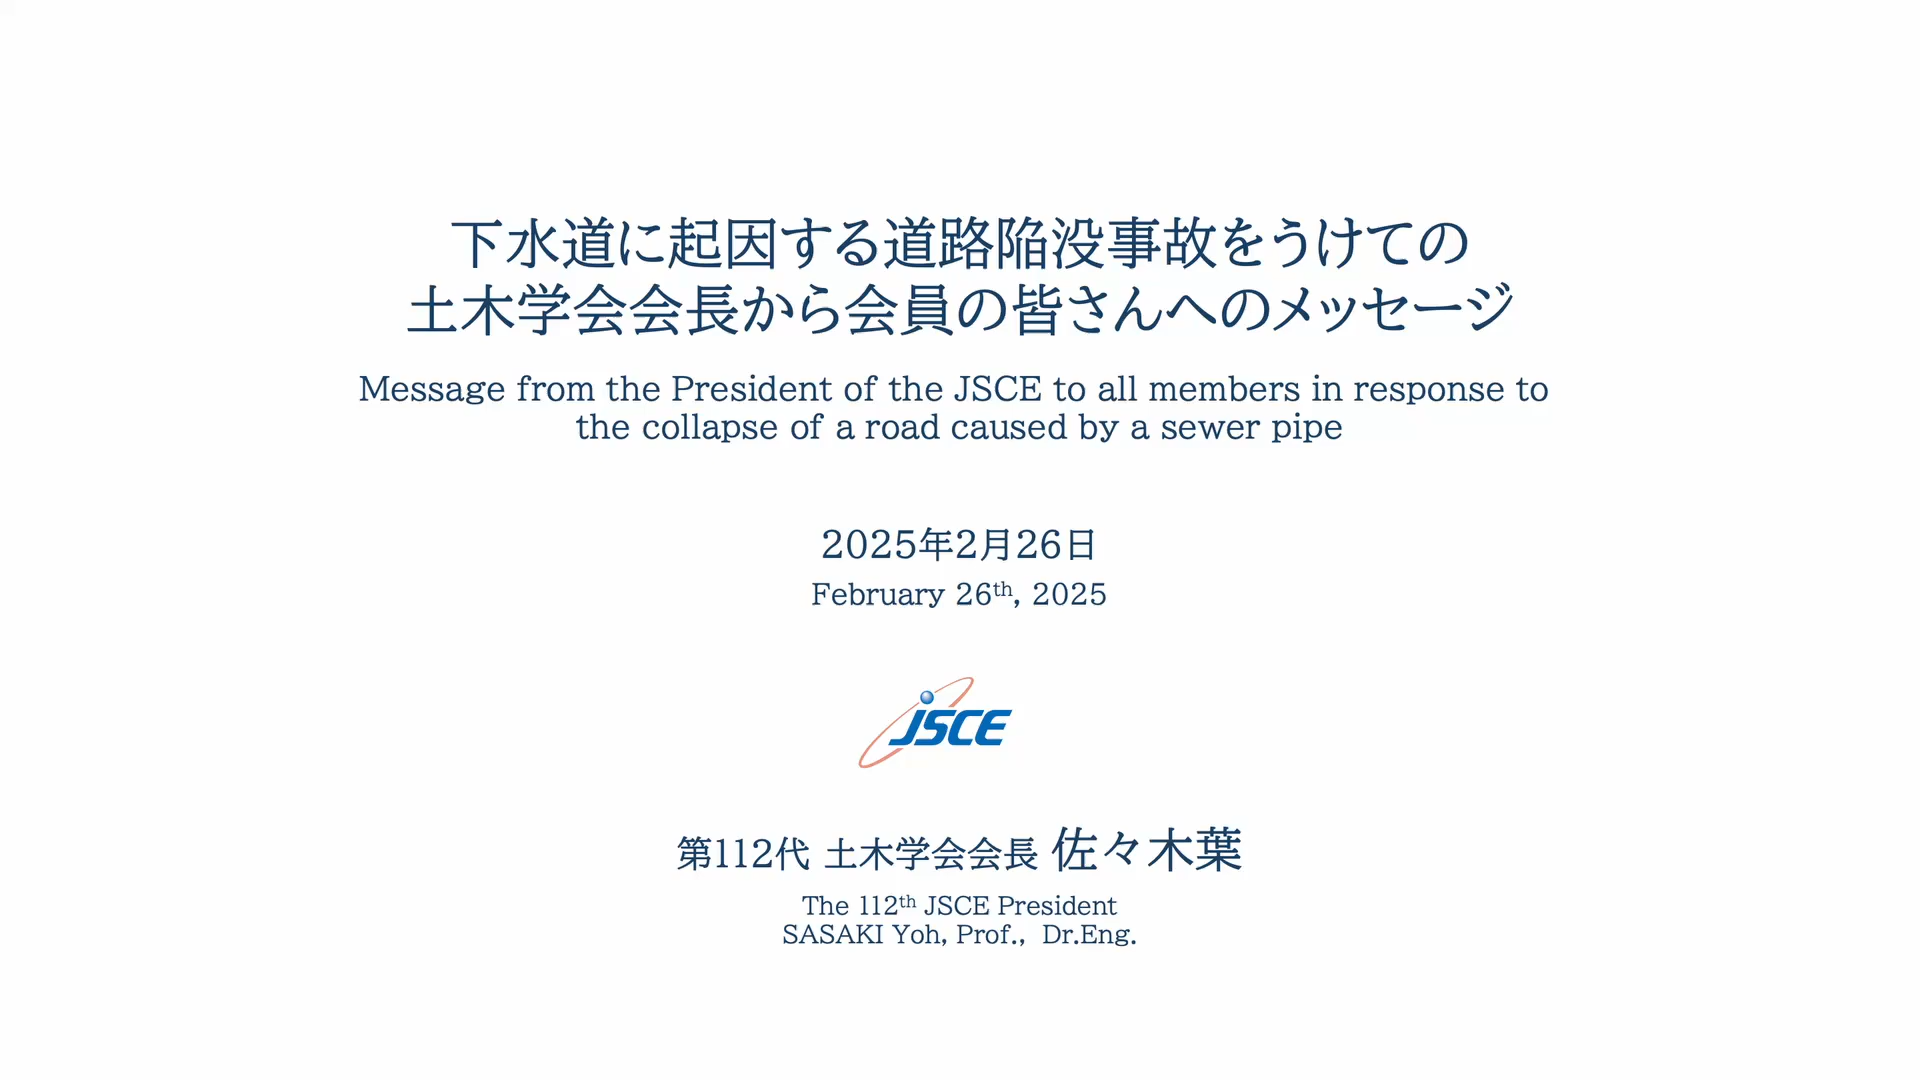 下水道に起因する道路陥没事故をうけての
土木学会会長から会員の皆さんへのメッセージ
Message from the President of the JSCE to all members in response to
the collapse of a road caused by a sewer pipe
2025年2月26日
February 26th, 2025
JSCE
第112代 土木学会会長 佐々木葉
The 112th JSCE President
SASAKI Yoh, Prof., Dr.Eng.